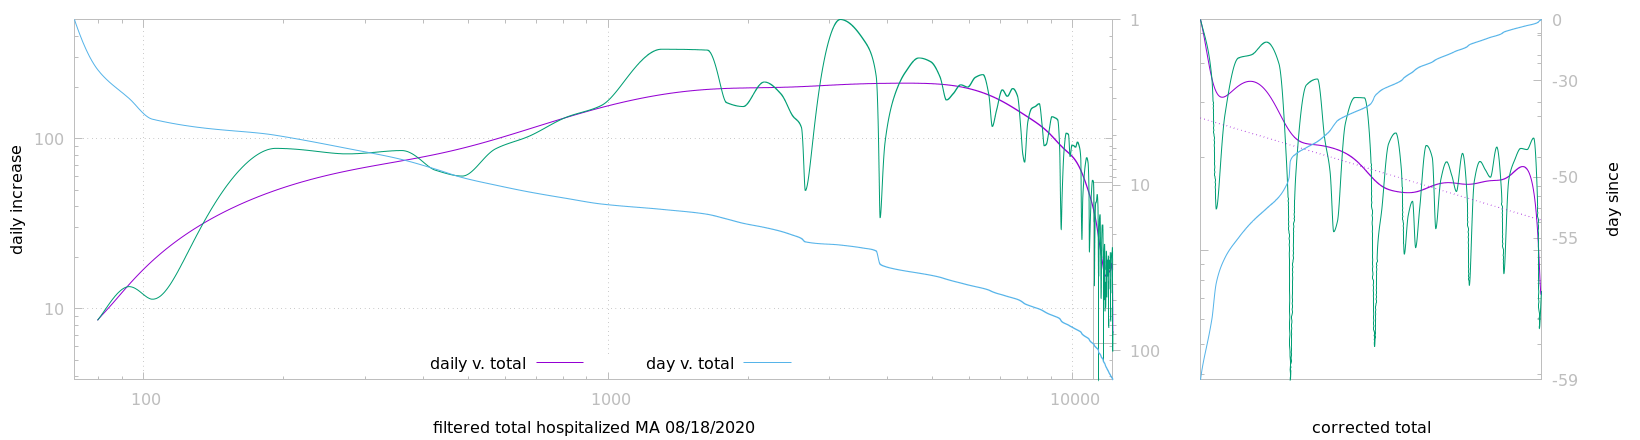 daily increase
100
10
1
10
100
daily v. total
day v. total
100
1000
10000
filtered total hospitalized MA 08/18/2020
0
-30
-50
-55
-59
day since
corrected total